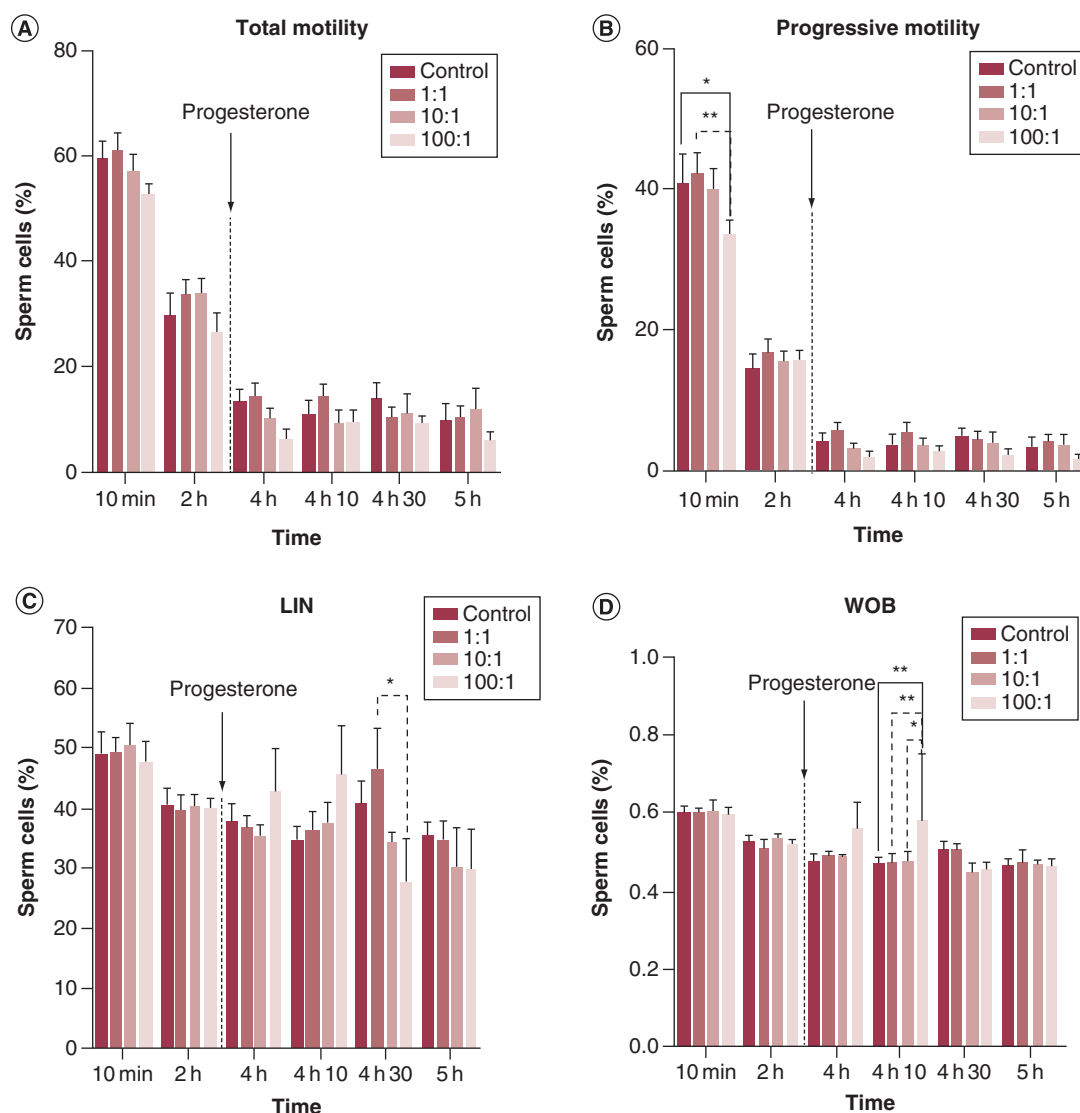 A
Total motility
80
60
40
20
0
Sperm cells (%)
Control
1:1
10:1
100:1
Progesterone
10 min 2 h 4 h 4 h 10 4 h 30 5 h
Time
B
Progressive motility
60
40
20
0
Sperm cells (%)
Control
1:1
10:1
100:1
*
**
Progesterone
10 min 2 h 4 h 4 h 10 4 h 30 5 h
Time
C
LIN
70
60
50
40
30
20
10
0
Sperm cells (%)
Control
1:1
10:1
100:1
Progesterone
*
10 min 2 h 4 h 4 h 10 4 h 30 5 h
Time
D
WOB
1.0
0.8
0.6
0.4
0.2
0.0
Sperm cells (%)
Control
1:1
10:1
100:1
Progesterone
**
**
*
10 min 2 h 4 h 4 h 10 4 h 30 5 h
Time